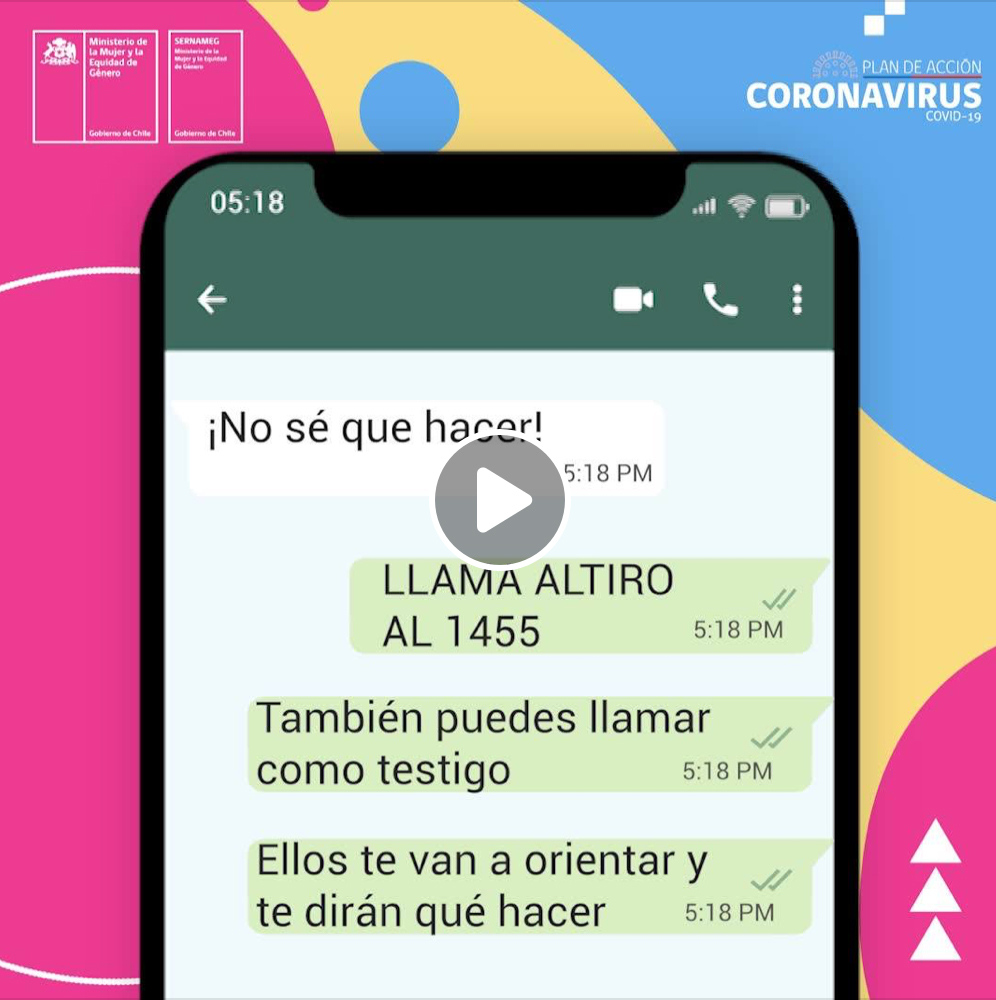 Ministerio de
la Mujer y la
Equidad de
Género
Gobierno de Chile
SERNAMEG
Ministerio de la
Mujer y la Equidad
de Género
Gobierno de Chile
PLAN DE ACCIÓN
CORONAVIRUS
COVID-19
05:18
¡No sé que hacer!
5:18 PM
LLAMA ALTIRO
AL 1455
5:18 PM
También puedes llamar
como testigo
5:18 PM
Ellos te van a orientar y
te dirán qué hacer
5:18 PM